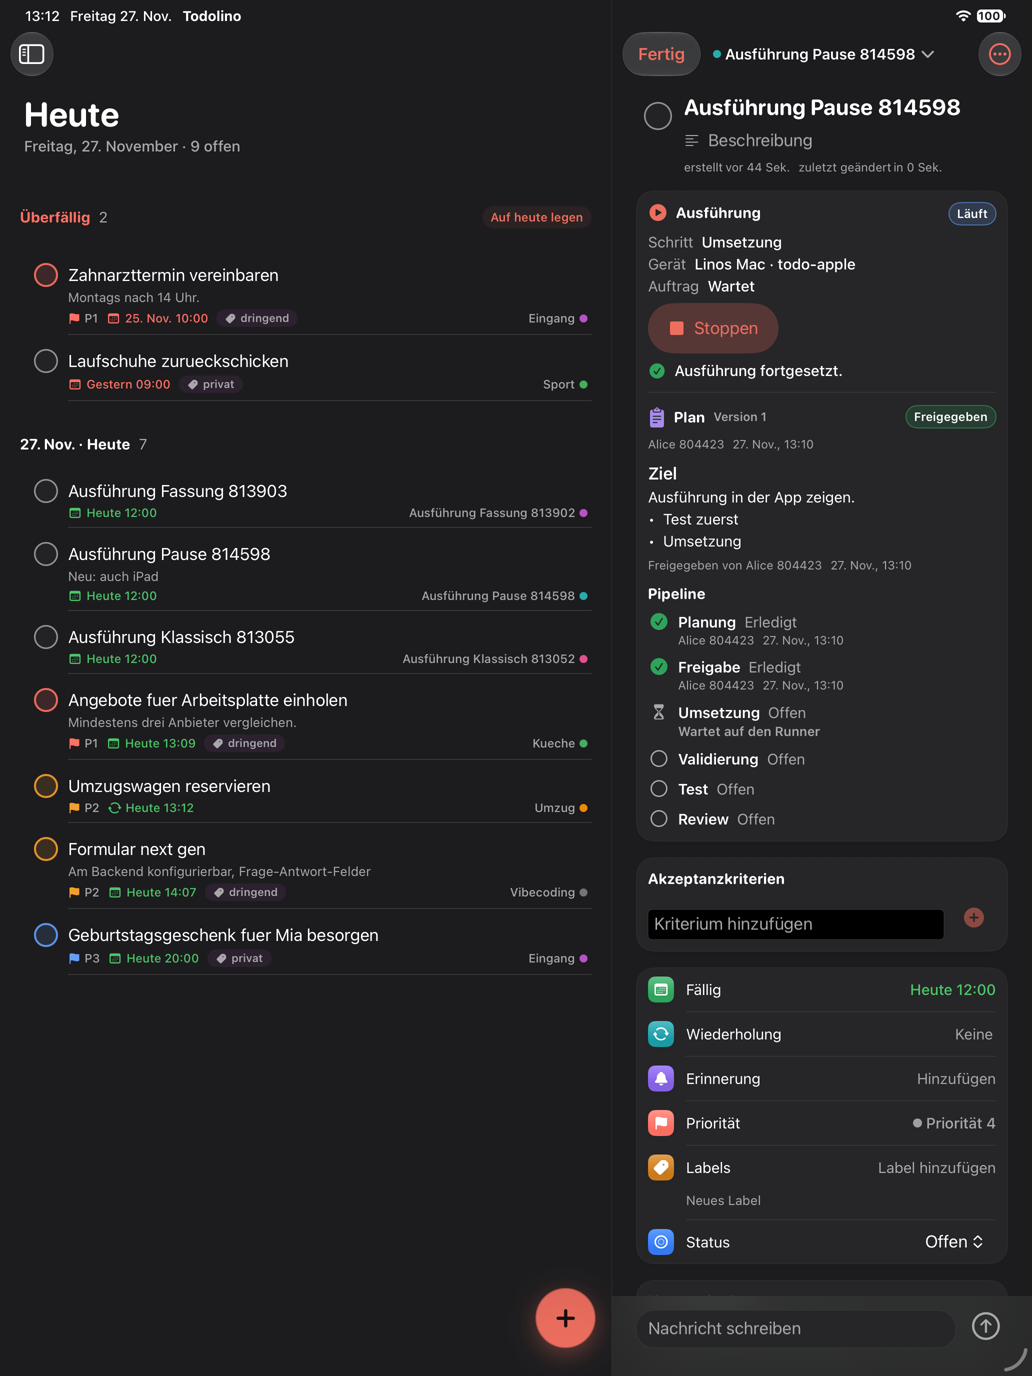 13:12 Freitag 27. Nov. Todolino
100
Heute
Freitag, 27. November · 9 offen
Überfällig 2
Auf heute legen
Zahnarzttermin vereinbaren
Montags nach 14 Uhr.
P1 25. Nov. 10:00 dringend Eingang
Laufschuhe zurueckschicken
Gestern 09:00 privat Sport
27. Nov. · Heute 7
Ausführung Fassung 813903
Heute 12:00 Ausführung Fassung 813902
Ausführung Pause 814598
Neu: auch iPad
Heute 12:00 Ausführung Pause 814598
Ausführung Klassisch 813055
Heute 12:00 Ausführung Klassisch 813052
Angebote fuer Arbeitsplatte einholen
Mindestens drei Anbieter vergleichen.
P1 Heute 13:09 dringend Kueche
Umzugswagen reservieren
P2 Heute 13:12 Umzug
Formular next gen
Am Backend konfigurierbar, Frage-Antwort-Felder
P2 Heute 14:07 dringend Vibecoding
Geburtstagsgeschenk fuer Mia besorgen
P3 Heute 20:00 privat Eingang
Fertig
Ausführung Pause 814598
Ausführung Pause 814598
Beschreibung
erstellt vor 44 Sek. zuletzt geändert in 0 Sek.
Ausführung Läuft
Schritt Umsetzung
Gerät Linos Mac · todo-apple
Auftrag Wartet
Stoppen
Ausführung fortgesetzt.
Plan Version 1 Freigegeben
Alice 804423 27. Nov., 13:10
Ziel
Ausführung in der App zeigen.
• Test zuerst
• Umsetzung
Freigegeben von Alice 804423 27. Nov., 13:10
Pipeline
Planung Erledigt
Alice 804423 27. Nov., 13:10
Freigabe Erledigt
Alice 804423 27. Nov., 13:10
Umsetzung Offen
Wartet auf den Runner
Validierung Offen
Test Offen
Review Offen
Akzeptanzkriterien
Kriterium hinzufügen
Fällig Heute 12:00
Wiederholung Keine
Erinnerung Hinzufügen
Priorität Priorität 4
Labels Label hinzufügen
Neues Label
Status Offen
Nachricht schreiben